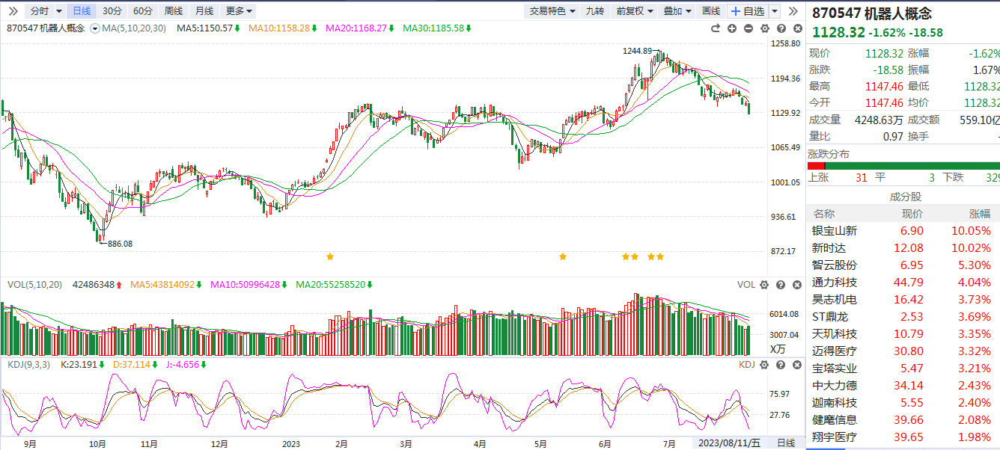 分时 日线 30分 60分 周线 月线 更多 交易特色 九转 前复权 叠加 画线 自选
870547 机器人概念 MA(5,10,20,30) MA5:1150.57 MA10:1158.28 MA20:1168.27 MA30:1185.58
1258.80
1244.89
1194.36
1129.92
1065.49
1001.05
936.61
886.08
872.17
VOL(5,10,20) 42486348 MA5:43814092 MA10:50996428 MA20:55258520 VOL
6014.08
3007.04
X万
KDJ(9,3,3) K:23.191 D:37.114 J:-4.656 KDJ
75.97
27.76
9月 10月 11月 12月 2023 2月 3月 4月 5月 6月 7月 2023/08/11/五 日线
870547 机器人概念
1128.32 -1.62% -18.58
现价 1128.32 涨幅 -1.62%
涨跌 -18.58 振幅 1.67%
最高 1147.46 最低 1128.32
今开 1147.46 均价 1128.32
成交量 4248.63万 成交额 559.10亿
量比 0.97 换手 -
涨跌分布
上涨 31 平 3 下跌 329
成分股
名称 现价 涨幅
银宝山新 6.90 10.05%
新时达 12.08 10.02%
智云股份 6.95 5.30%
通力科技 44.79 4.04%
昊志机电 16.42 3.73%
ST鼎龙 2.53 3.69%
天玑科技 10.79 3.35%
迈得医疗 30.80 3.32%
宝塔实业 5.47 3.21%
中大力德 34.14 2.43%
迦南科技 5.55 2.40%
健麾信息 39.66 2.08%
翔宇医疗 39.65 1.98%